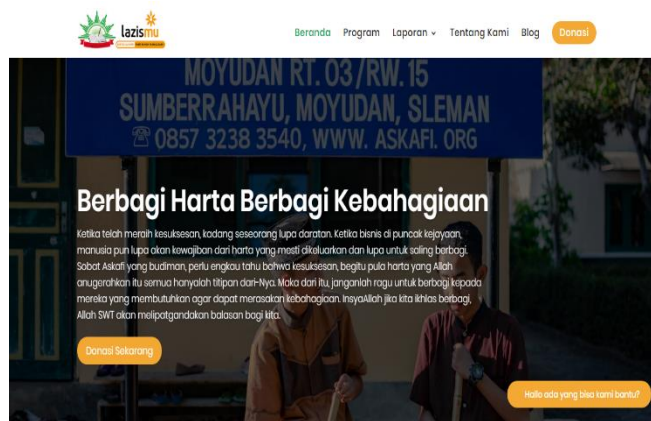 lazismu
Beranda Program Laporan Tentang Kami Blog Donasi
MOYUDAN RT. 03/RW. 15
SUMBERRAHAYU, MOYUDAN, SLEMAN
0857 3238 3540, WWW. ASKAFI. ORG
Berbagi Harta Berbagi Kebahagiaan
Ketika telah meraih kesuksesan, kadang seseorang lupa daratan. Ketika bisnis di puncak kejayaan,
manusia pun lupa akan kewajiban dari harta yang mesti dikeluarkan dan lupa untuk saling berbagi.
Sobat Askafi yang budiman, perlu engkau tahu bahwa kesuksesan, begitu pula harta yang Allah
anugerahkan itu semua hanyalah titipan dari-Nya. Maka dari itu, janganlah ragu untuk berbagi kepada
mereka yang membutuhkan agar dapat merasakan kebahagiaan. InsyaAllah jika kita ikhlas berbagi,
Allah SWT akan melipatgandakan balasan bagi kita.
Donasi Sekarang
Hallo ada yang bisa kami bantu?